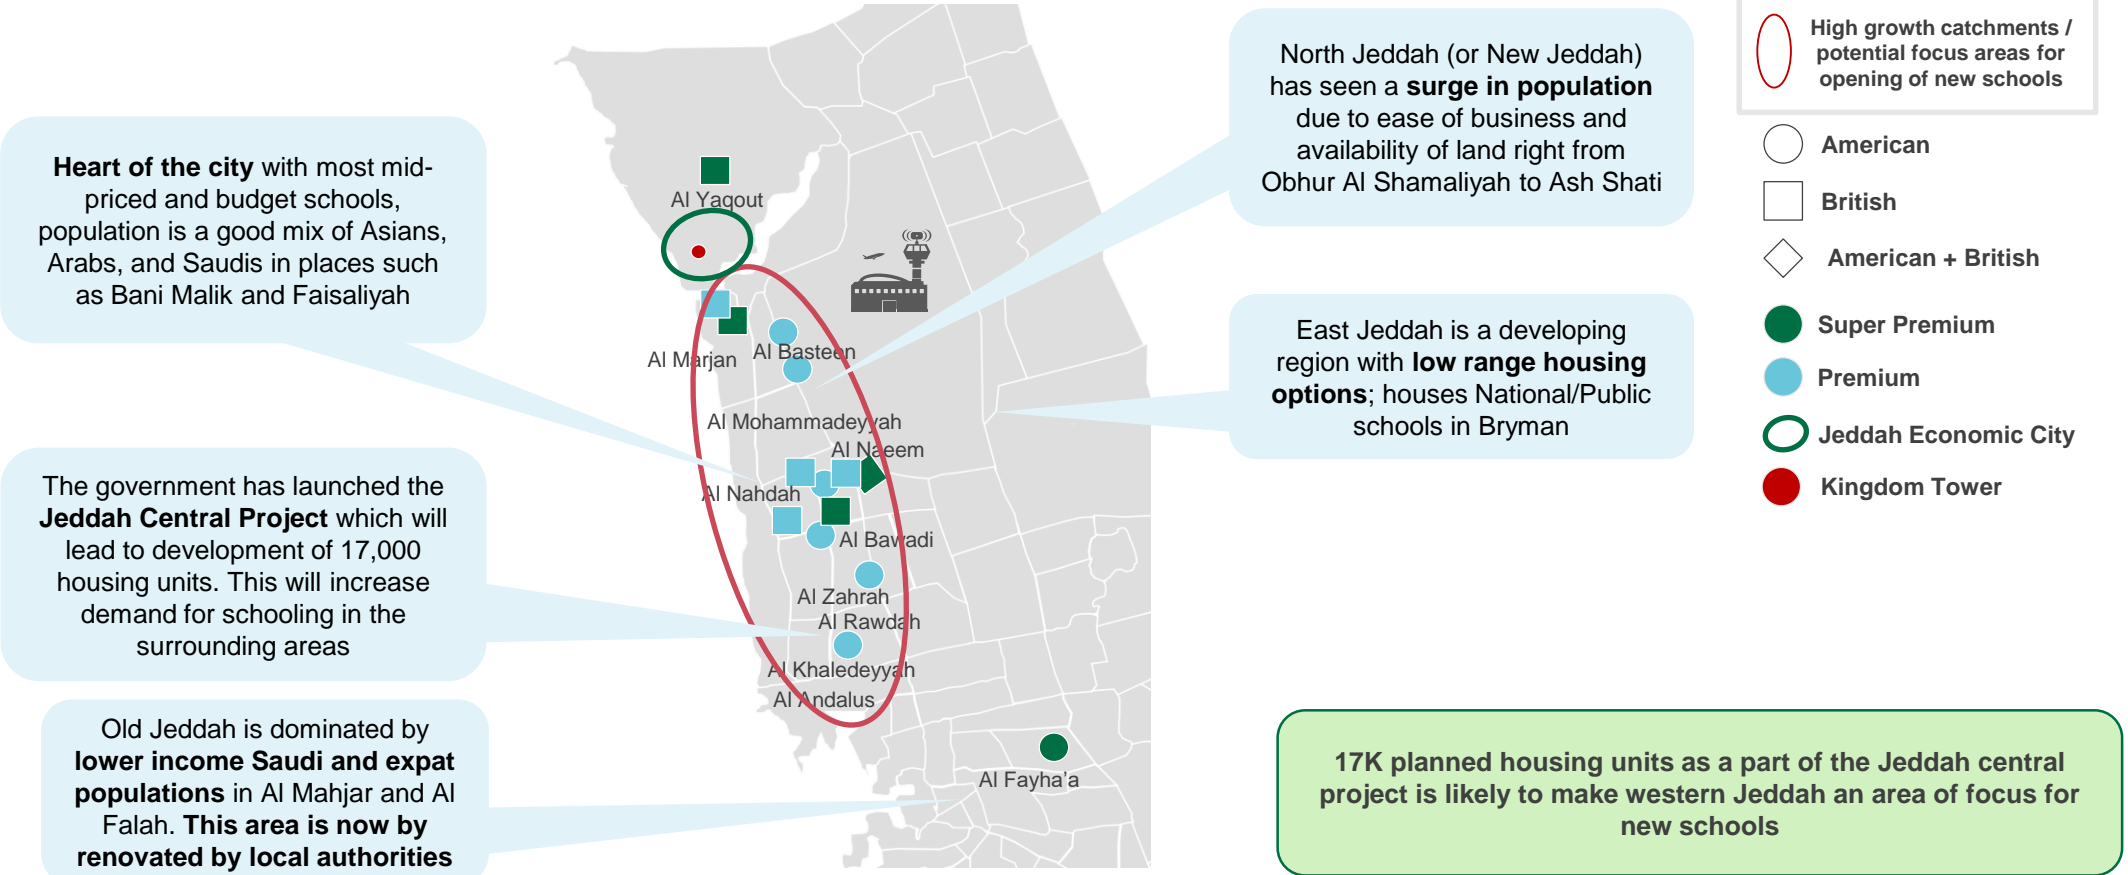 Heart of the city with most mid-
priced and budget schools,
population is a good mix of Asians,
Arabs, and Saudis in places such
as Bani Malik and Faisaliyah
The government has launched the
Jeddah Central Project which will
lead to development of 17,000
housing units. This will increase
demand for schooling in the
surrounding areas
Old Jeddah is dominated by
lower income Saudi and expat
populations in Al Mahjar and Al
Falah. This area is now by
renovated by local authorities
Al Yaqout
Al Marjan
Al Basteen
Al Mohammadeyyah
Al Naeem
Al Nahdah
Al Bawadi
Al Zahrah
Al Rawdah
Al Khaledeyyah
Al Andalus
Al Fayha’a
North Jeddah (or New Jeddah)
has seen a surge in population
due to ease of business and
availability of land right from
Obhur Al Shamaliyah to Ash Shati
East Jeddah is a developing
region with low range housing
options; houses National/Public
schools in Bryman
High growth catchments /
potential focus areas for
opening of new schools
American
British
American + British
Super Premium
Premium
Jeddah Economic City
Kingdom Tower
17K planned housing units as a part of the Jeddah central
project is likely to make western Jeddah an area of focus for
new schools